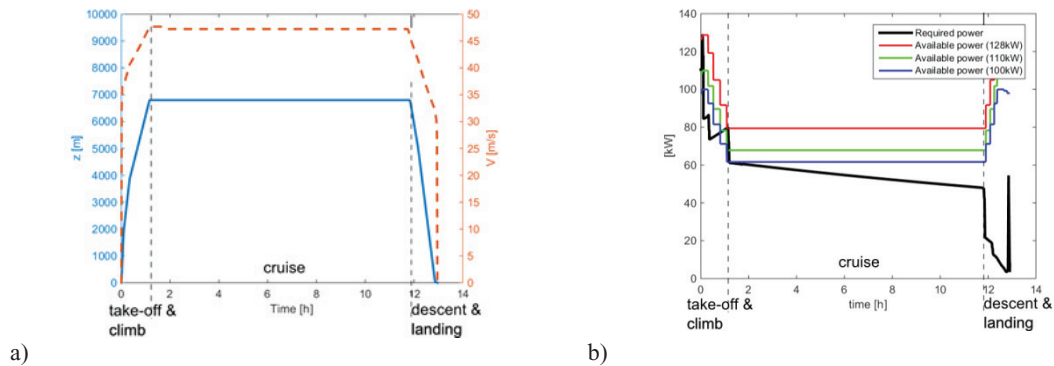 10000
9000
8000
7000
6000
5000
4000
3000
2000
1000
0
z [m]
50
45
40
35
30
25
20
15
10
5
0
V [m/s]
cruise
0 2 4 6 8 10 12 14
Time [h]
take-off &
climb
descent &
landing
a)
140
120
100
80
60
40
20
0
[kW]
Required power
Available power (128kW)
Available power (110kW)
Available power (100kW)
cruise
0 2 4 6 8 10 12 14
time [h]
take-off &
climb
descent &
landing
b)